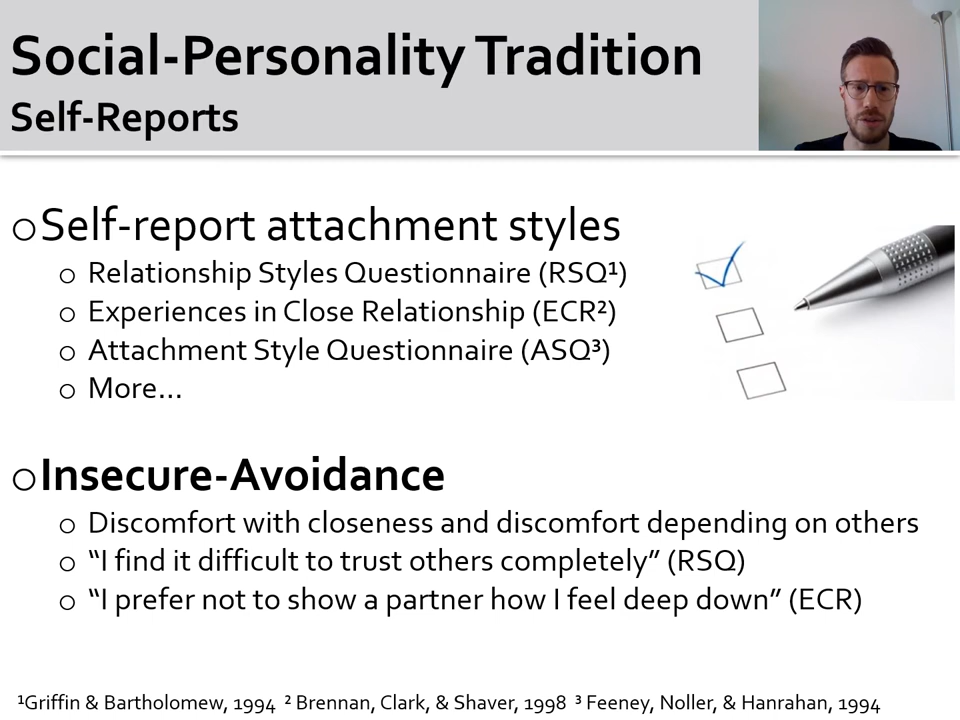 Social-Personality Tradition
Self-Reports
Self-report attachment styles
Relationship Styles Questionnaire (RSQ¹)
Experiences in Close Relationship (ECR²)
Attachment Style Questionnaire (ASQ³)
More...
Insecure-Avoidance
Discomfort with closeness and discomfort depending on others
“I find it difficult to trust others completely” (RSQ)
“I prefer not to show a partner how I feel deep down” (ECR)
¹Griffin & Bartholomew, 1994 ² Brennan, Clark, & Shaver, 1998 ³ Feeney, Noller, & Hanrahan, 1994